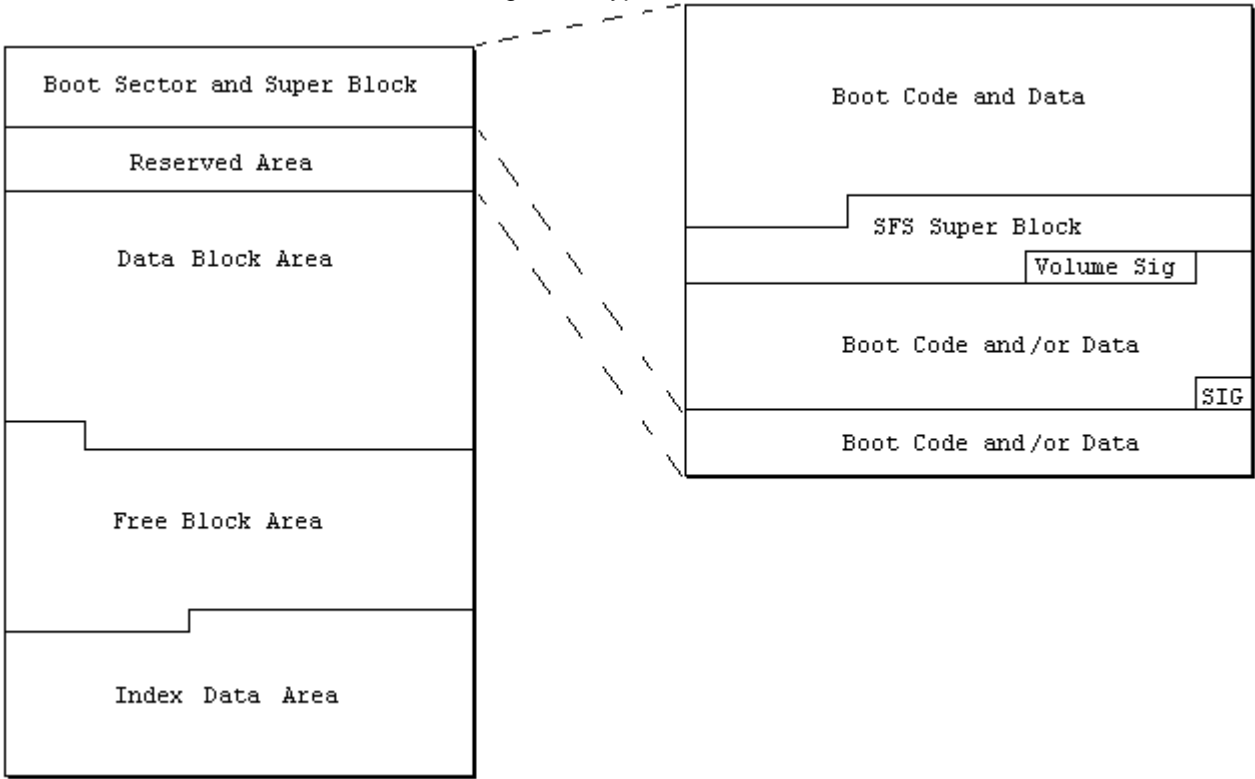 Boot Sector and Super Block
Reserved Area
Data Block Area
Free Block Area
Index Data Area
Boot Code and Data
SFS Super Block
Volume Sig
Boot Code and/or Data
SIG
Boot Code and/or Data